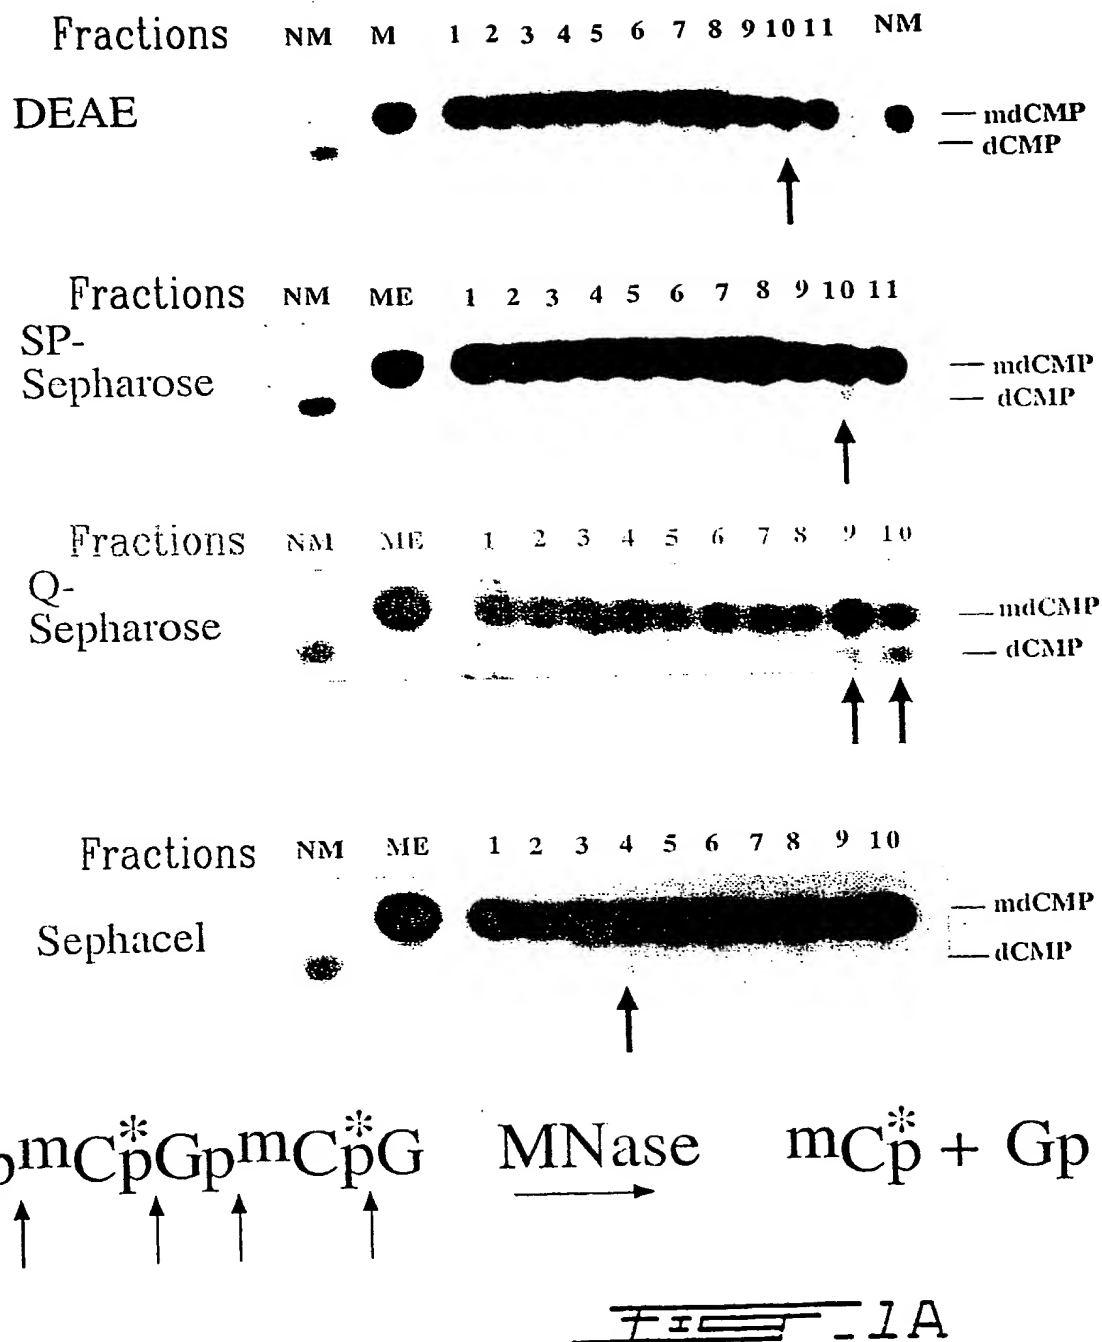 Fractions NM M 1 2 3 4 5 6 7 8 9 10 11 NM
DEAE
mdCMP
dCMP
Fractions NM ME 1 2 3 4 5 6 7 8 9 10 11
SP-
Sepharose
mdCMP
dCMP
Fractions NM ME 1 2 3 4 5 6 7 8 9 10
Q-
Sepharose
mdCMP
dCMP
Fractions NM ME 1 2 3 4 5 6 7 8 9 10
Sephacel
mdCMP
dCMP
pmCp*GpmCp*G MNase mCp* + Gp
FIG_1A